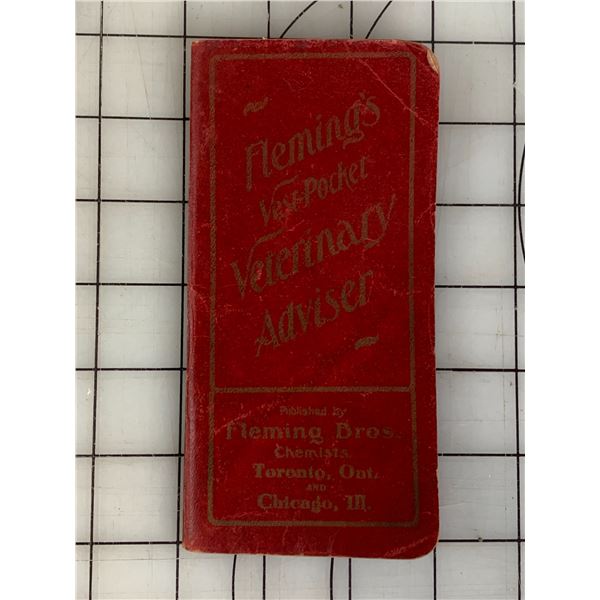 Fleming's
Vest-Pocket
Veterinary
Adviser
Published by
Fleming Bros.
Chemists.
Toronto, Ont.
AND
Chicago, Ill.